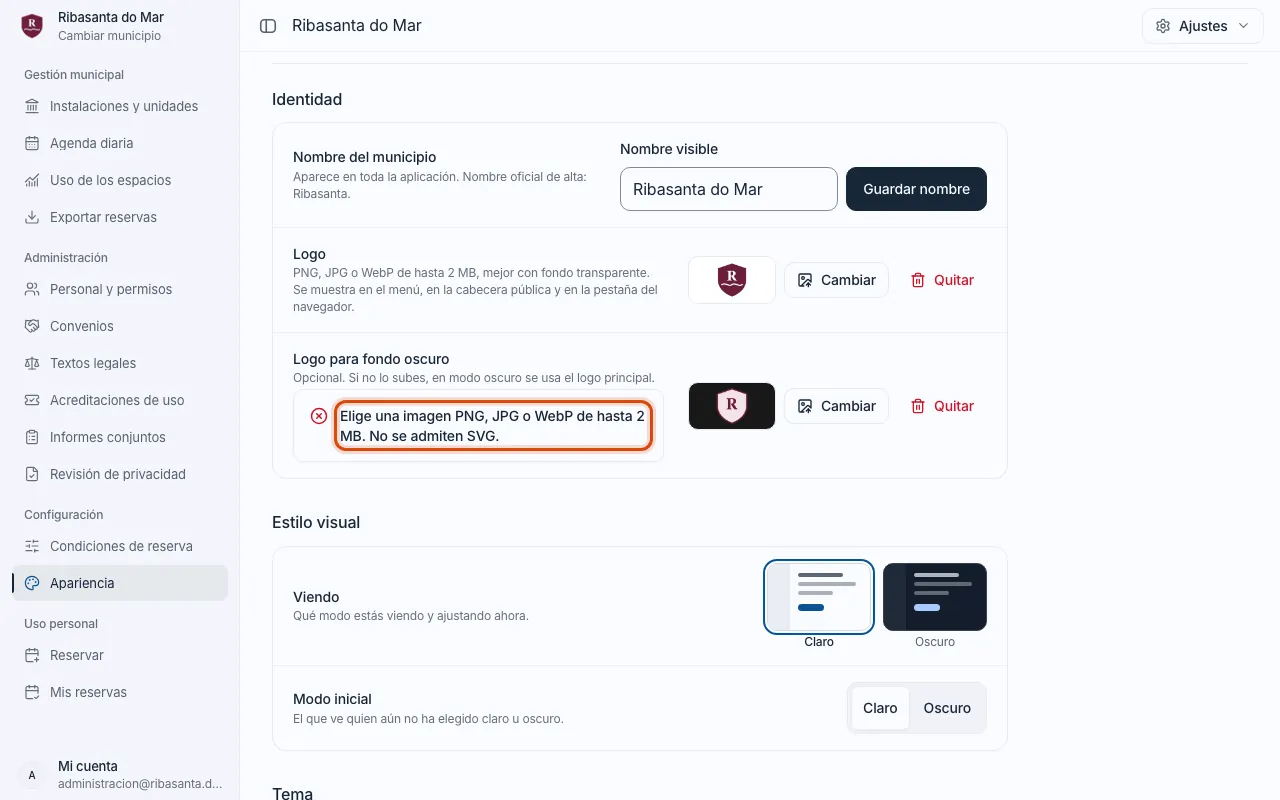 Ribasanta do Mar
Cambiar municipio
Gestión municipal
Instalaciones y unidades
Agenda diaria
Uso de los espacios
Exportar reservas
Administración
Personal y permisos
Convenios
Textos legales
Acreditaciones de uso
Informes conjuntos
Revisión de privacidad
Configuración
Condiciones de reserva
Apariencia
Uso personal
Reservar
Mis reservas
A
Mi cuenta
administracion@ribasanta.d...
Ribasanta do Mar
Ajustes
Identidad
Nombre del municipio
Aparece en toda la aplicación. Nombre oficial de alta:
Ribasanta.
Nombre visible
Ribasanta do Mar
Guardar nombre
Logo
PNG, JPG o WebP de hasta 2 MB, mejor con fondo transparente.
Se muestra en el menú, en la cabecera pública y en la pestaña del
navegador.
R
Cambiar
Quitar
Logo para fondo oscuro
Opcional. Si no lo subes, en modo oscuro se usa el logo principal.
Elige una imagen PNG, JPG o WebP de hasta 2
MB. No se admiten SVG.
R
Cambiar
Quitar
Estilo visual
Viendo
Qué modo estás viendo y ajustando ahora.
Claro
Oscuro
Modo inicial
El que ve quien aún no ha elegido claro u oscuro.
Claro
Oscuro
Tema